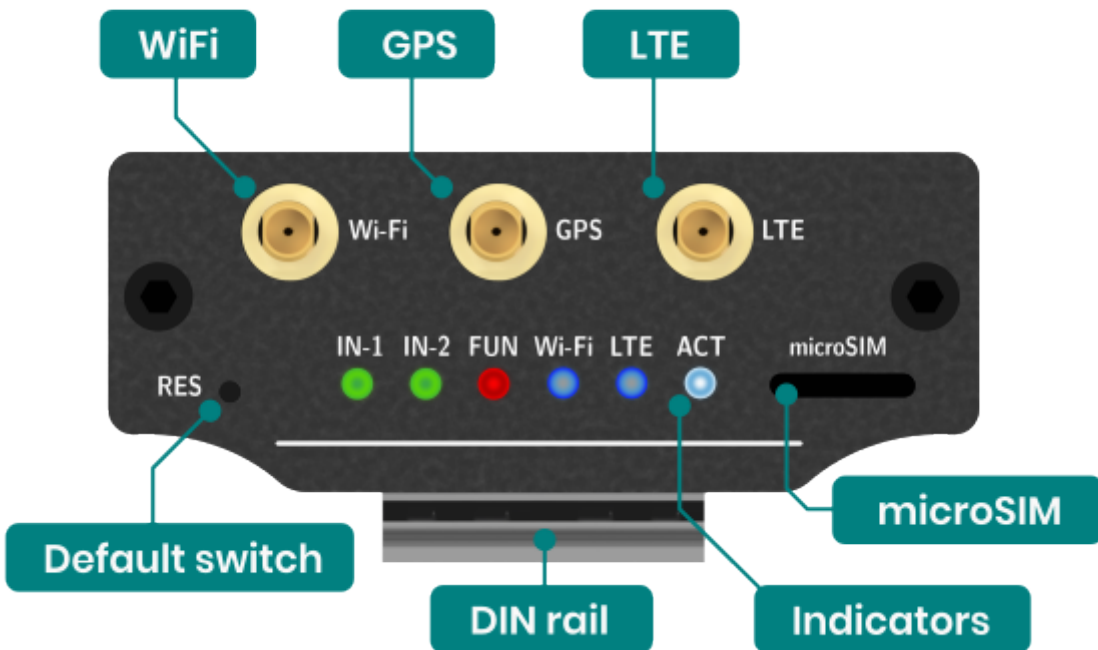 WiFi GPS LTE
Wi-Fi GPS LTE
IN-1 IN-2 FUN Wi-Fi LTE ACT microSIM
RES
microSIM
Default switch
DIN rail Indicators